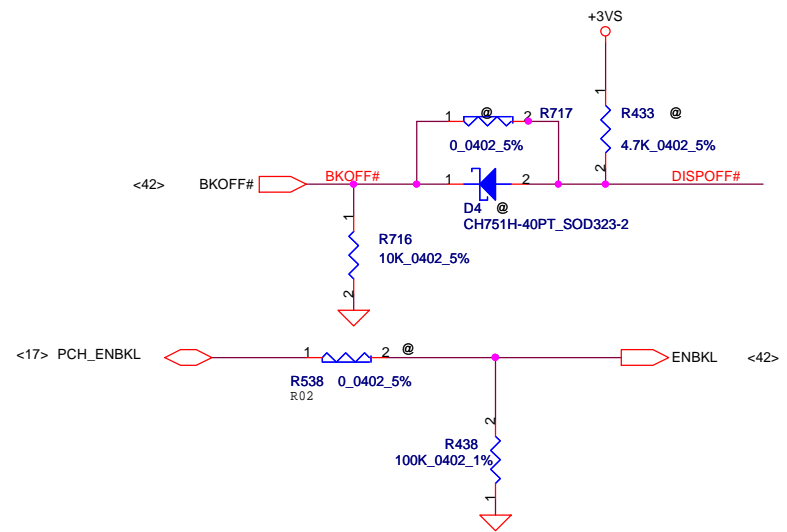 +3VS
1 @ 2 R717
0_0402_5%
1
R433 @
4.7K_0402_5%
2
<42> BKOFF# BKOFF# 1 2 DISPOFF#
D4 @
CH751H-40PT_SOD323-2
1
R716
10K_0402_5%
2
<17> PCH_ENBKL 1 2 @ ENBKL <42>
R538 0_0402_5%
R02
2
R438
100K_0402_1%
1